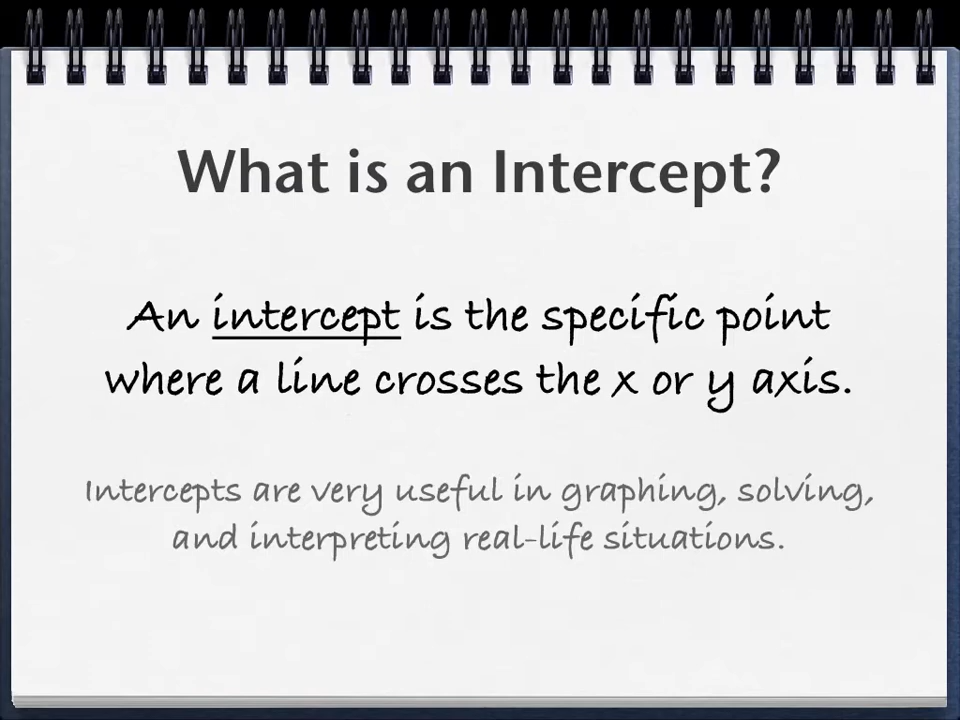 What is an Intercept?
An intercept is the specific point
where a line crosses the x or y axis.
Intercepts are very useful in graphing, solving,
and interpreting real-life situations.